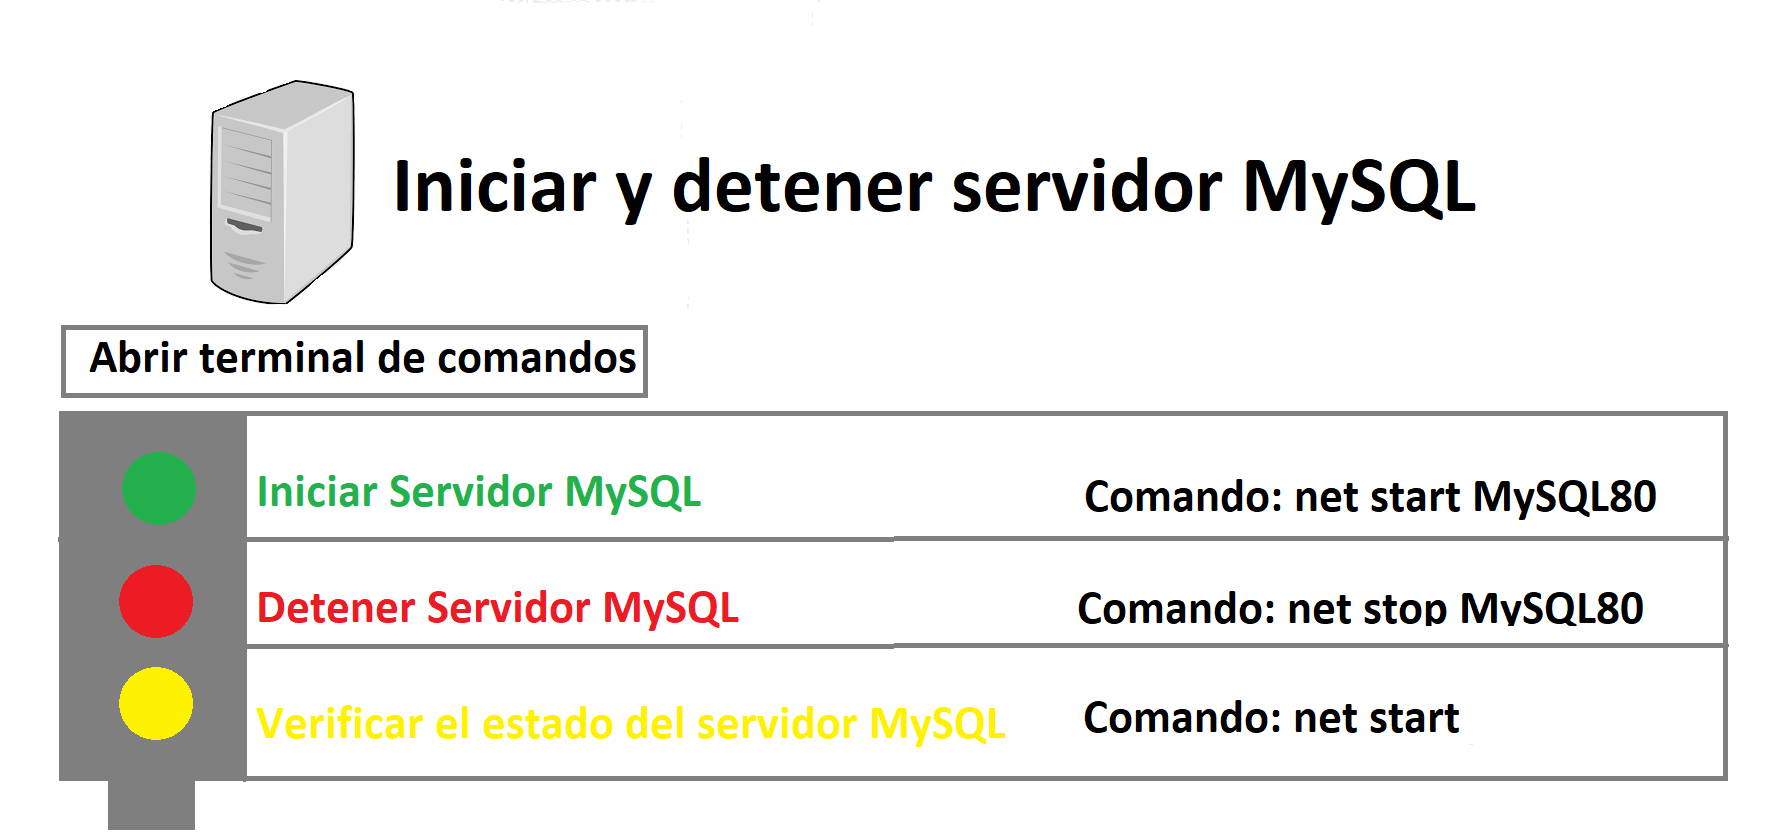 Iniciar y detener servidor MySQL
Abrir terminal de comandos
Iniciar Servidor MySQL
Comando: net start MySQL80
Detener Servidor MySQL
Comando: net stop MySQL80
Verificar el estado del servidor MySQL
Comando: net start